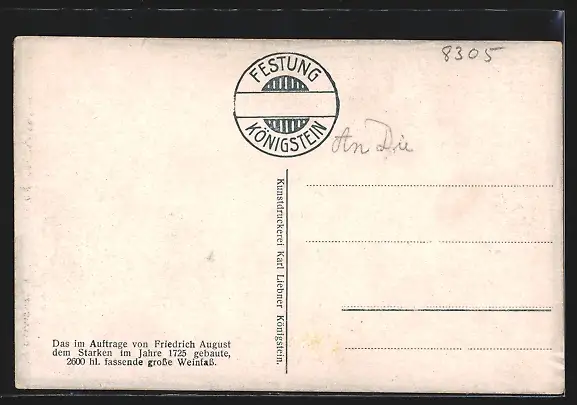 8305
FESTUNG
KÖNIGSTEIN
An Die
Kunstdruckerei Karl Liebner Königstein.
Das im Auftrage von Friedrich August
dem Starken im Jahre 1725 gebaute,
2600 hl. fassende große Weinfaß.